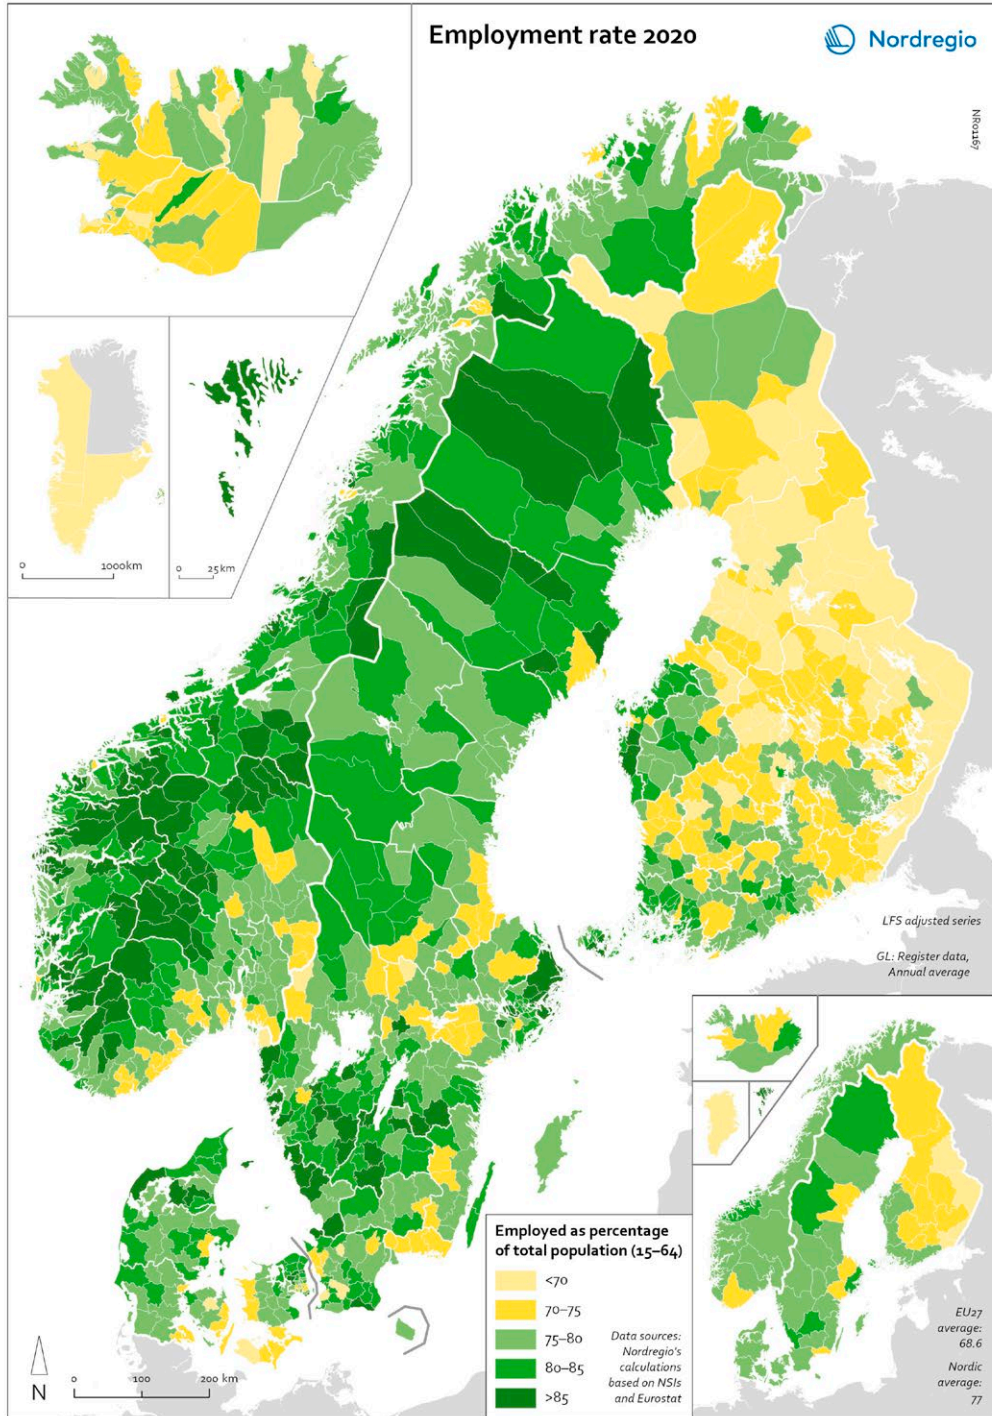 Employment rate 2020
Nordregio
NR01167
0
1000km
0
25km
LFS adjusted series
GL: Register data,
Annual average
Employed as percentage
of total population (15–64)
<70
70–75
75–80
80–85
>85
Data sources:
Nordregio's
calculations
based on NSIs
and Eurostat
EU27
average:
68.6
Nordic
average:
77
N
0
100
200 km